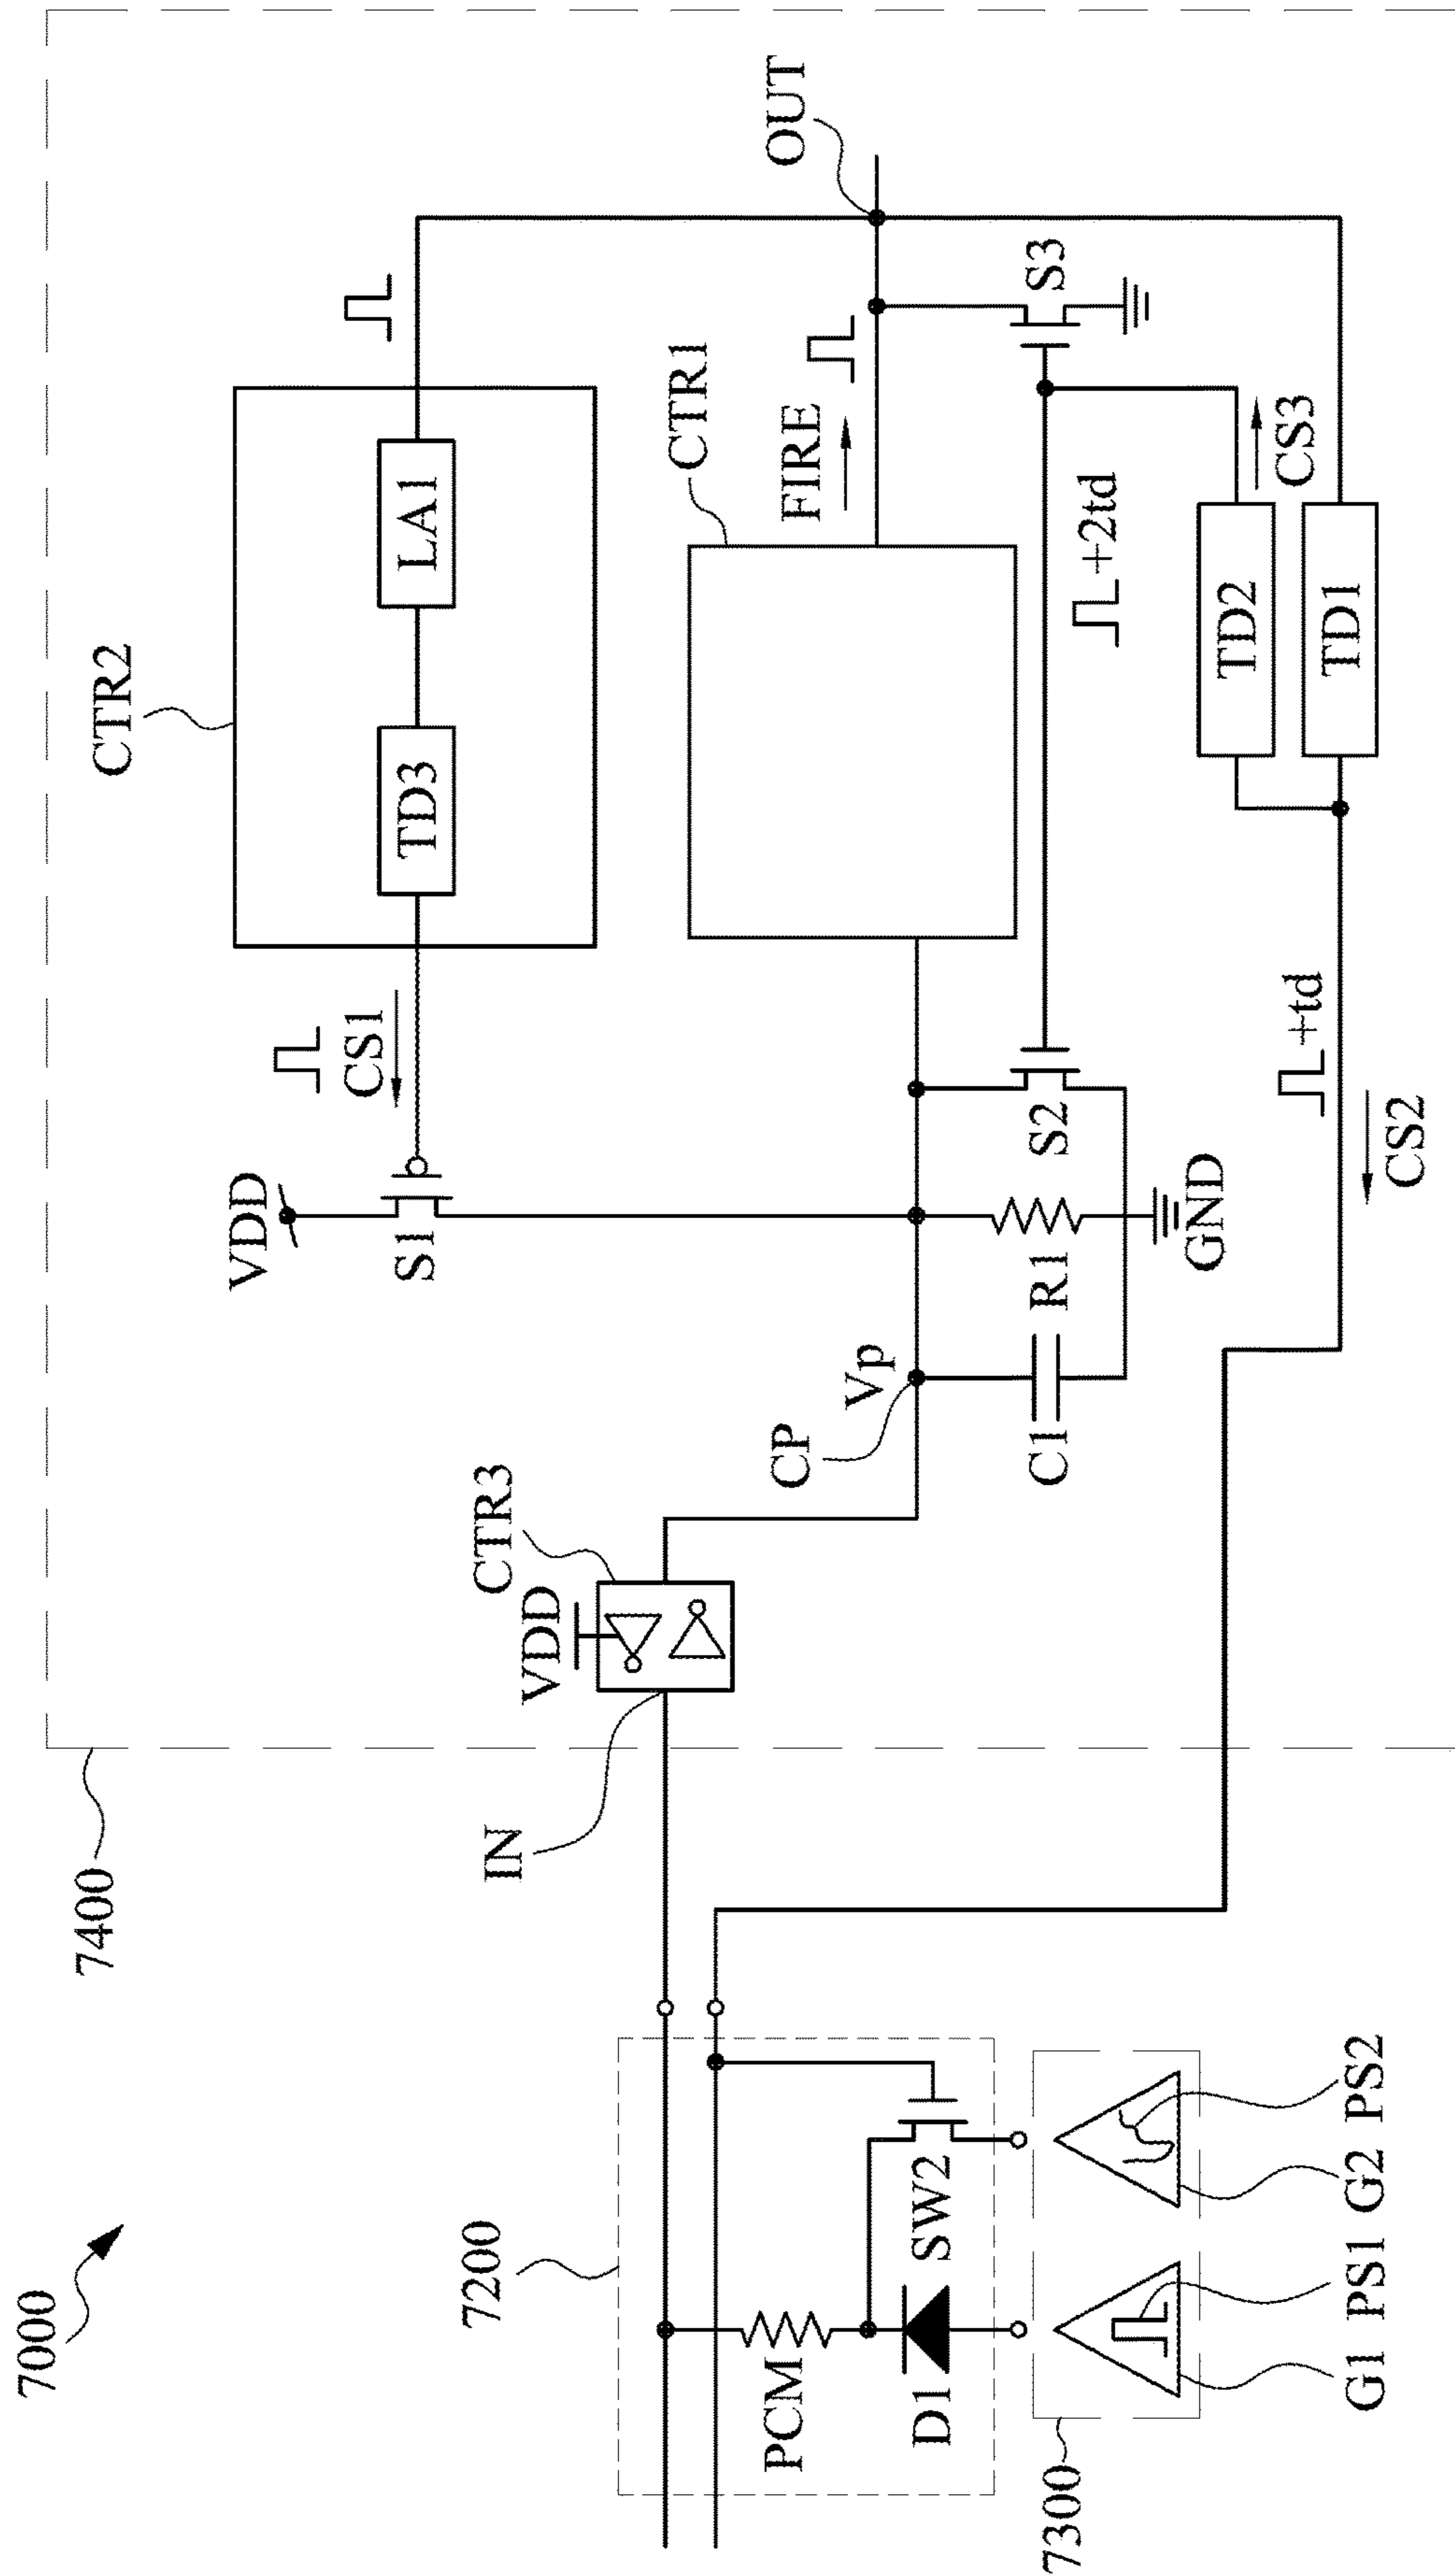 7000
7400
CTR2
VDD
CS1
TD3
LA1
S1
OUT
CTR3
VDD
IN
CTR1
FIRE
CP
Vp
7200
PCM
D1
SW2
C1
R1
S2
S3
+2td
GND
TD2
CS3
TD1
+td
CS2
7300
G1
PS1
G2
PS2